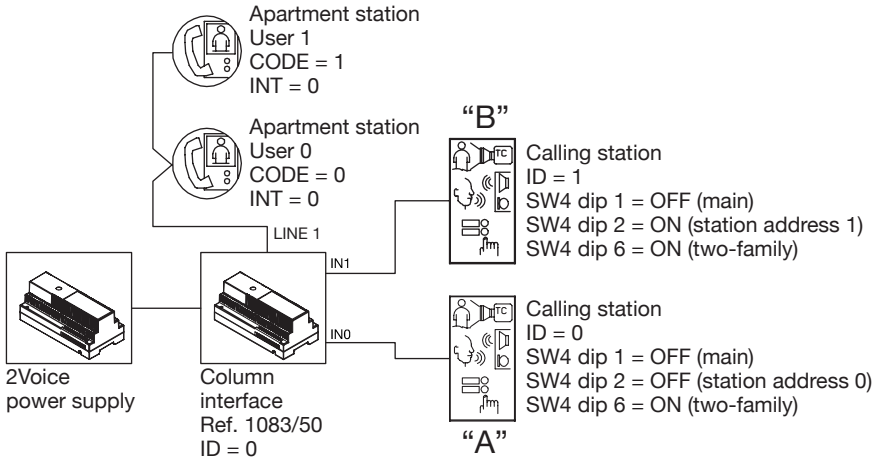 Apartment station
User 1
CODE = 1
INT = 0
Apartment station
User 0
CODE = 0
INT = 0
LINE 1
"B"
TC
Calling station
ID = 1
SW4 dip 1 = OFF (main)
SW4 dip 2 = ON (station address 1)
SW4 dip 6 = ON (two-family)
IN1
IN0
TC
Calling station
ID = 0
SW4 dip 1 = OFF (main)
SW4 dip 2 = OFF (station address 0)
SW4 dip 6 = ON (two-family)
"A"
2Voice
power supply
Column
interface
Ref. 1083/50
ID = 0